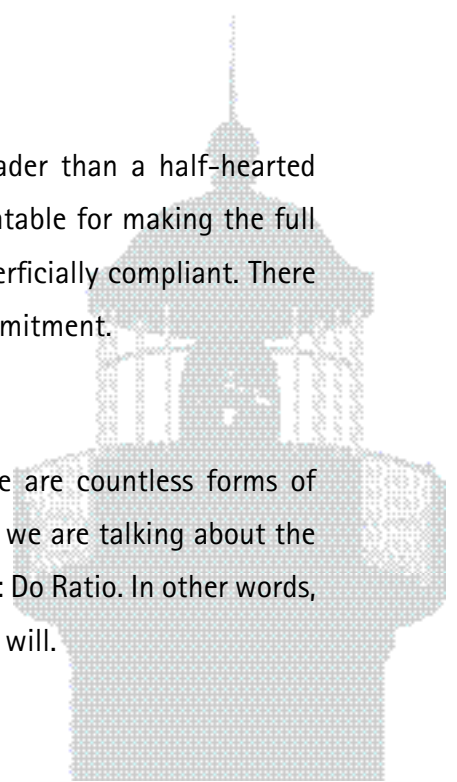 ader than a half-hearted
ntable for making the full
erficially compliant. There
mitment.
e are countless forms of
we are talking about the
: Do Ratio. In other words,
will.